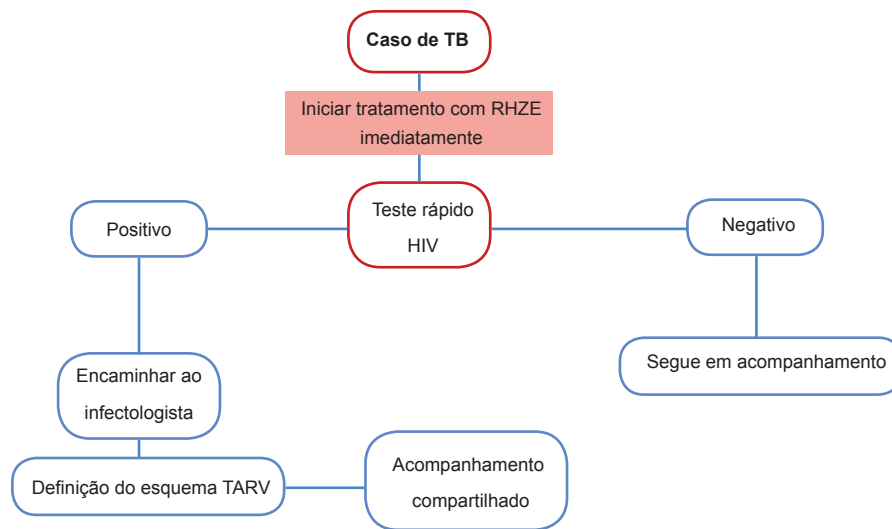 Caso de TB
Iniciar tratamento com RHZE
imediatamente
Teste rápido
HIV
Positivo
Negativo
Encaminhar ao
infectologista
Segue em acompanhamento
Definição do esquema TARV
Acompanhamento
compartilhado